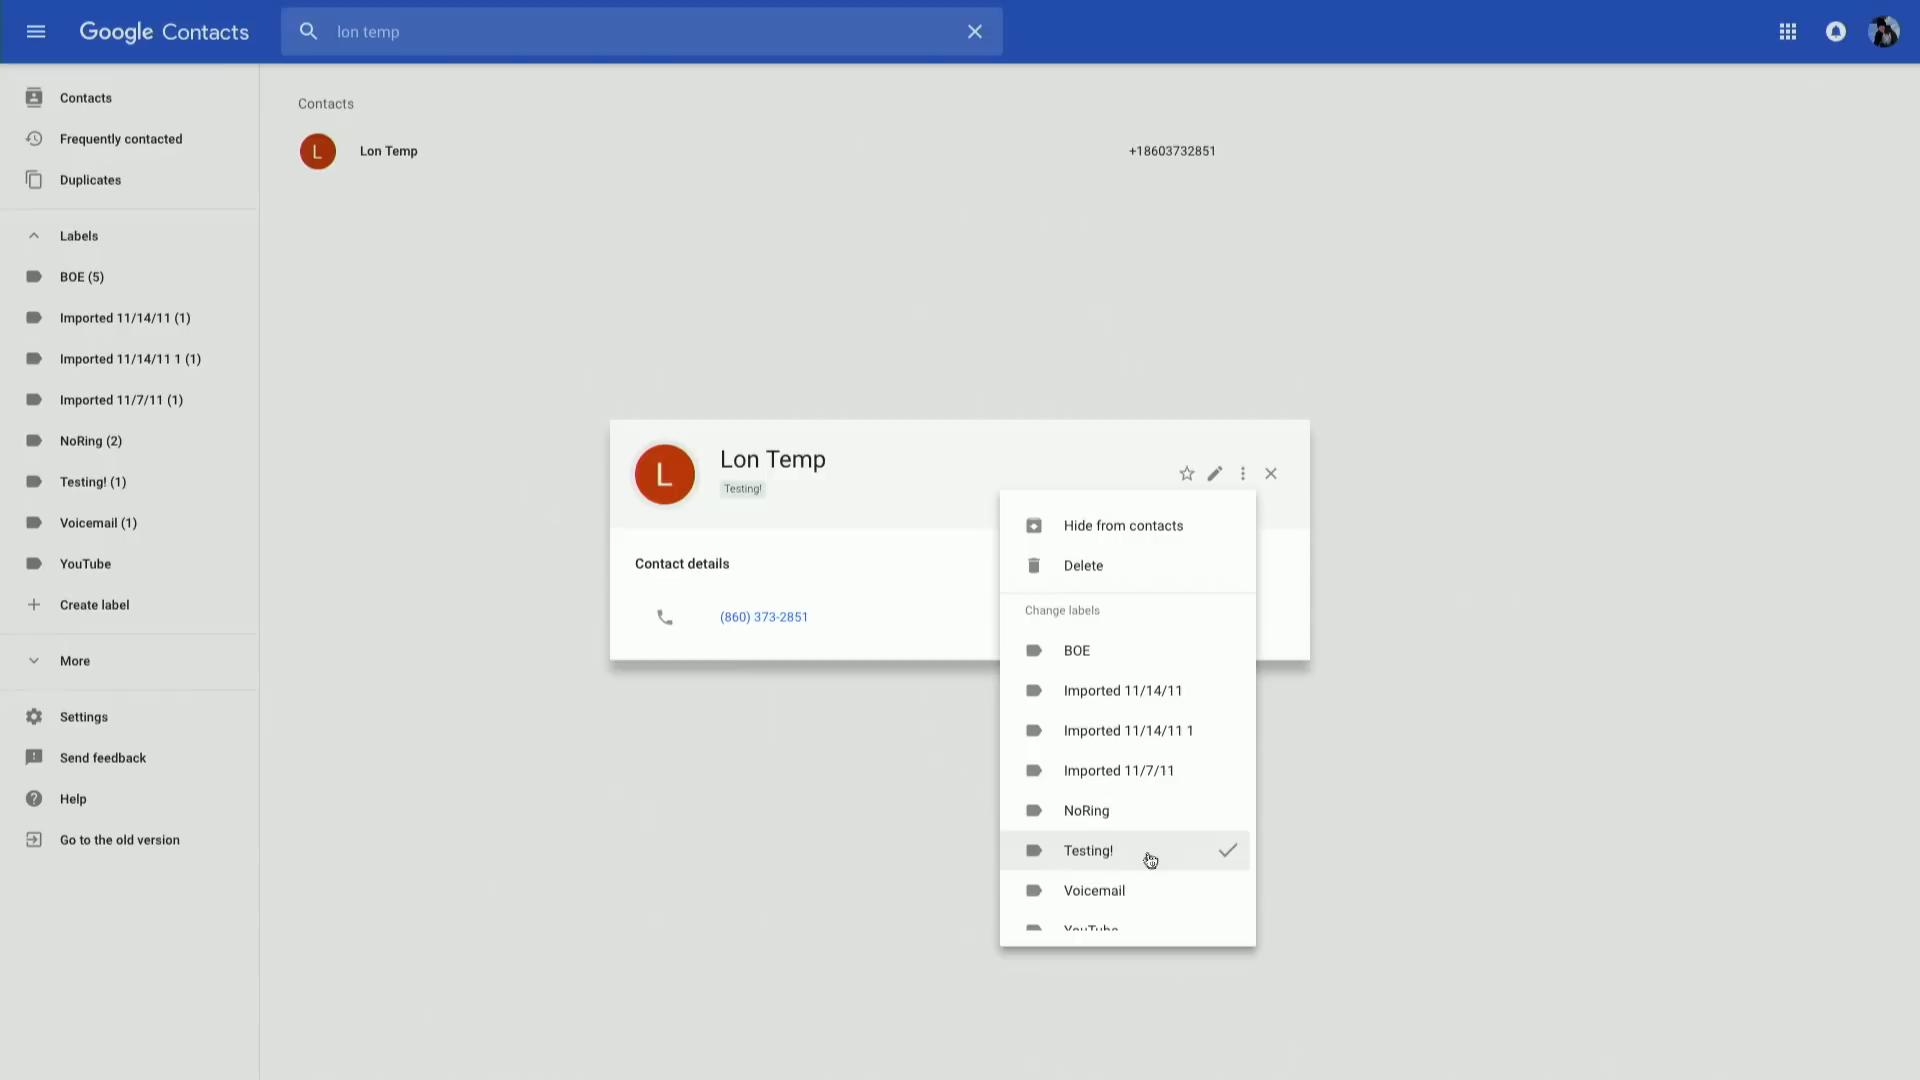 Google Contacts
lon temp
Contacts
Frequently contacted
Duplicates
Labels
BOE (5)
Imported 11/14/11 (1)
Imported 11/14/11 1 (1)
Imported 11/7/11 (1)
NoRing (2)
Testing! (1)
Voicemail (1)
YouTube
Create label
More
Settings
Send feedback
Help
Go to the old version
Contacts
L
Lon Temp
+18603732851
L
Lon Temp
Testing!
Contact details
(860) 373-2851
Hide from contacts
Delete
Change labels
BOE
Imported 11/14/11
Imported 11/14/11 1
Imported 11/7/11
NoRing
Testing!
Voicemail
YouTube